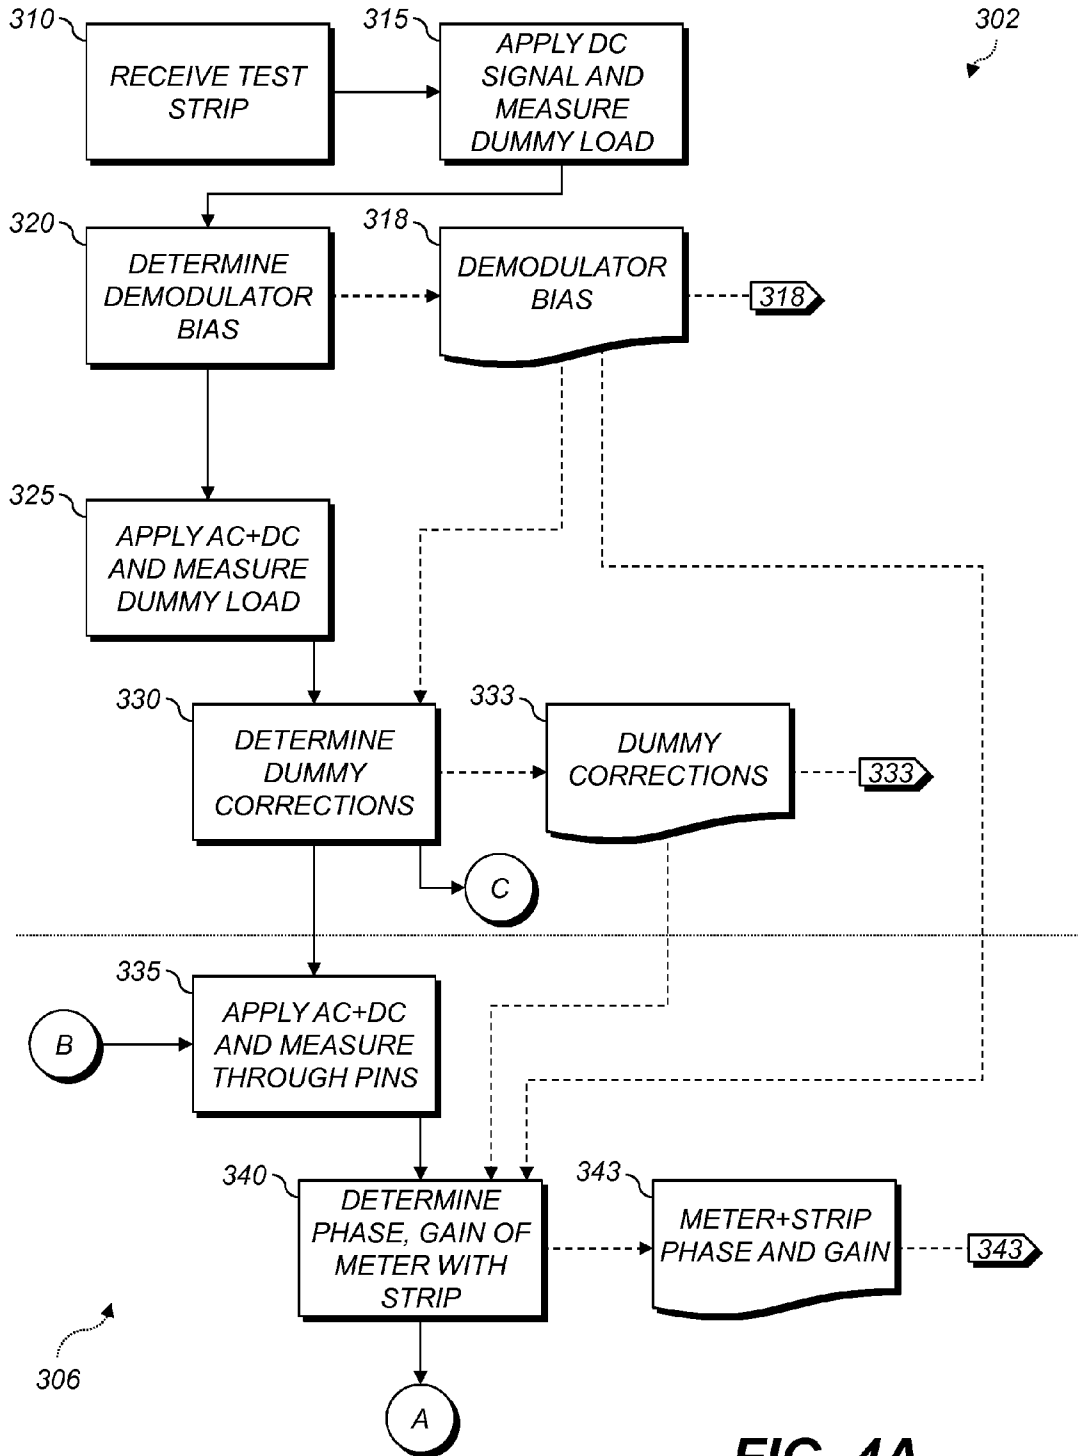 310
RECEIVE TEST
STRIP
315
APPLY DC
SIGNAL AND
MEASURE
DUMMY LOAD
302
320
DETERMINE
DEMODULATOR
BIAS
318
DEMODULATOR
BIAS
318
325
APPLY AC+DC
AND MEASURE
DUMMY LOAD
330
DETERMINE
DUMMY
CORRECTIONS
333
DUMMY
CORRECTIONS
333
C
335
APPLY AC+DC
AND MEASURE
THROUGH PINS
B
340
DETERMINE
PHASE, GAIN OF
METER WITH
STRIP
343
METER+STRIP
PHASE AND GAIN
343
306
A
FIG. 4A